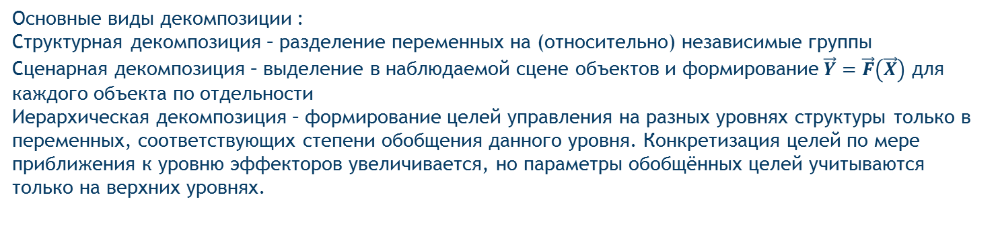 Основные виды декомпозиции :
Структурная декомпозиция - разделение переменных на (относительно) независимые группы
Сценарная декомпозиция - выделение в наблюдаемой сцене объектов и формирование \vec{Y} = \vec{F}(\vec{X}) для
каждого объекта по отдельности
Иерархическая декомпозиция - формирование целей управления на разных уровнях структуры только в
переменных, соответствующих степени обобщения данного уровня. Конкретизация целей по мере
приближения к уровню эффекторов увеличивается, но параметры обобщённых целей учитываются
только на верхних уровнях.